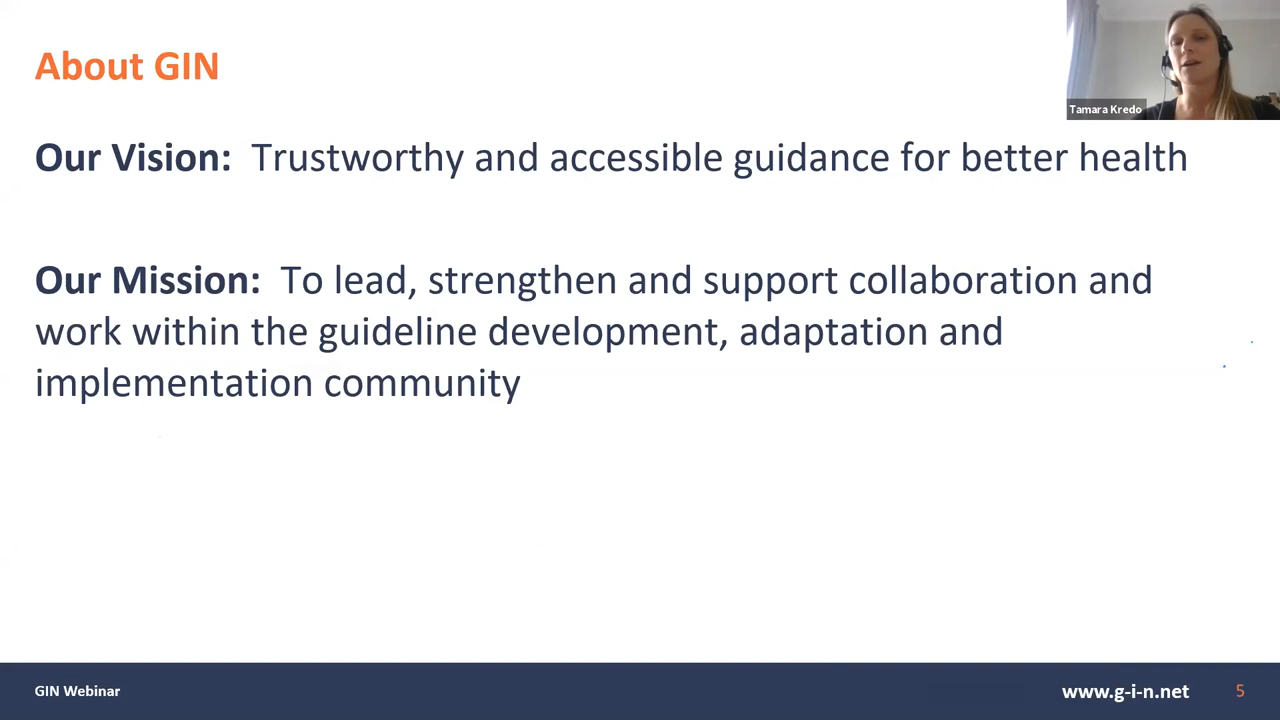 About GIN
Tamara Kredo
Our Vision: Trustworthy and accessible guidance for better health
Our Mission: To lead, strengthen and support collaboration and
work within the guideline development, adaptation and
implementation community
GIN Webinar
www.g-i-n.net
5